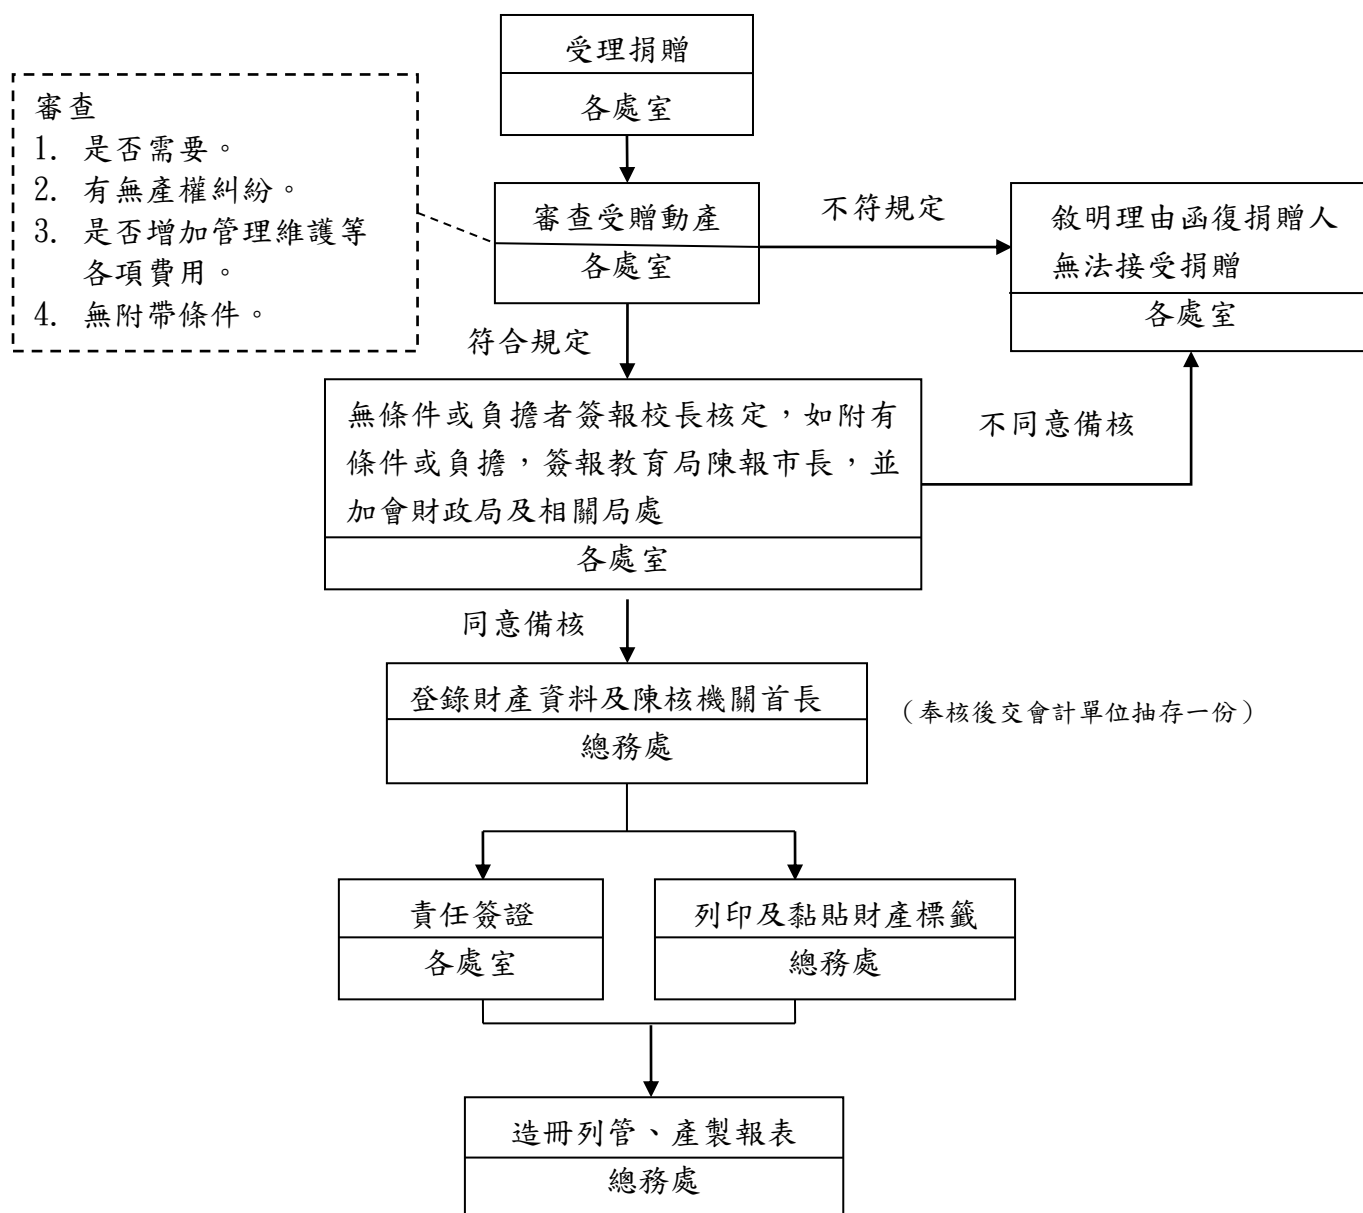 受理捐贈
各處室
審查
1. 是否需要。
2. 有無產權糾紛。
3. 是否增加管理維護等
各項費用。
4. 無附帶條件。
審查受贈動產
各處室
不符規定
敘明理由函復捐贈人
無法接受捐贈
各處室
符合規定
無條件或負擔者簽報校長核定，如附有
條件或負擔，簽報教育局陳報市長，並
加會財政局及相關局處
各處室
不同意備核
同意備核
登錄財產資料及陳核機關首長
總務處
（奉核後交會計單位抽存一份）
責任簽證
各處室
列印及黏貼財產標籤
總務處
造冊列管、產製報表
總務處